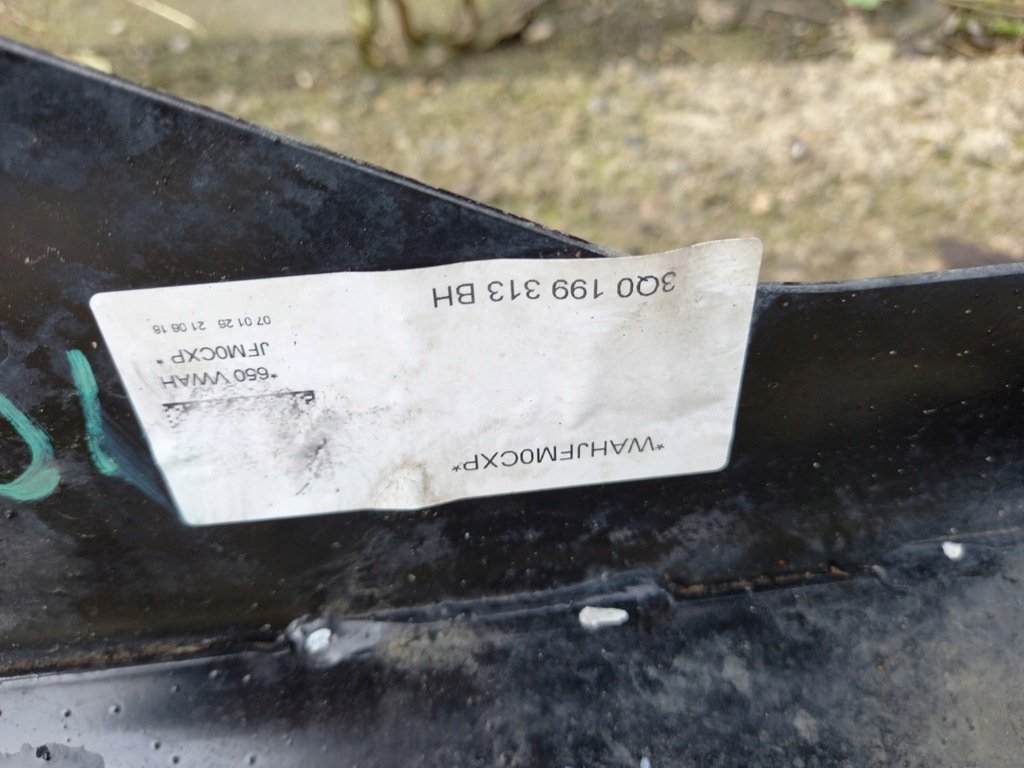 *WAHJFM0CXP*
*650 VWAH
JFM0CXP *
07 01 26 21 06 18
3Q0 199 313 BH